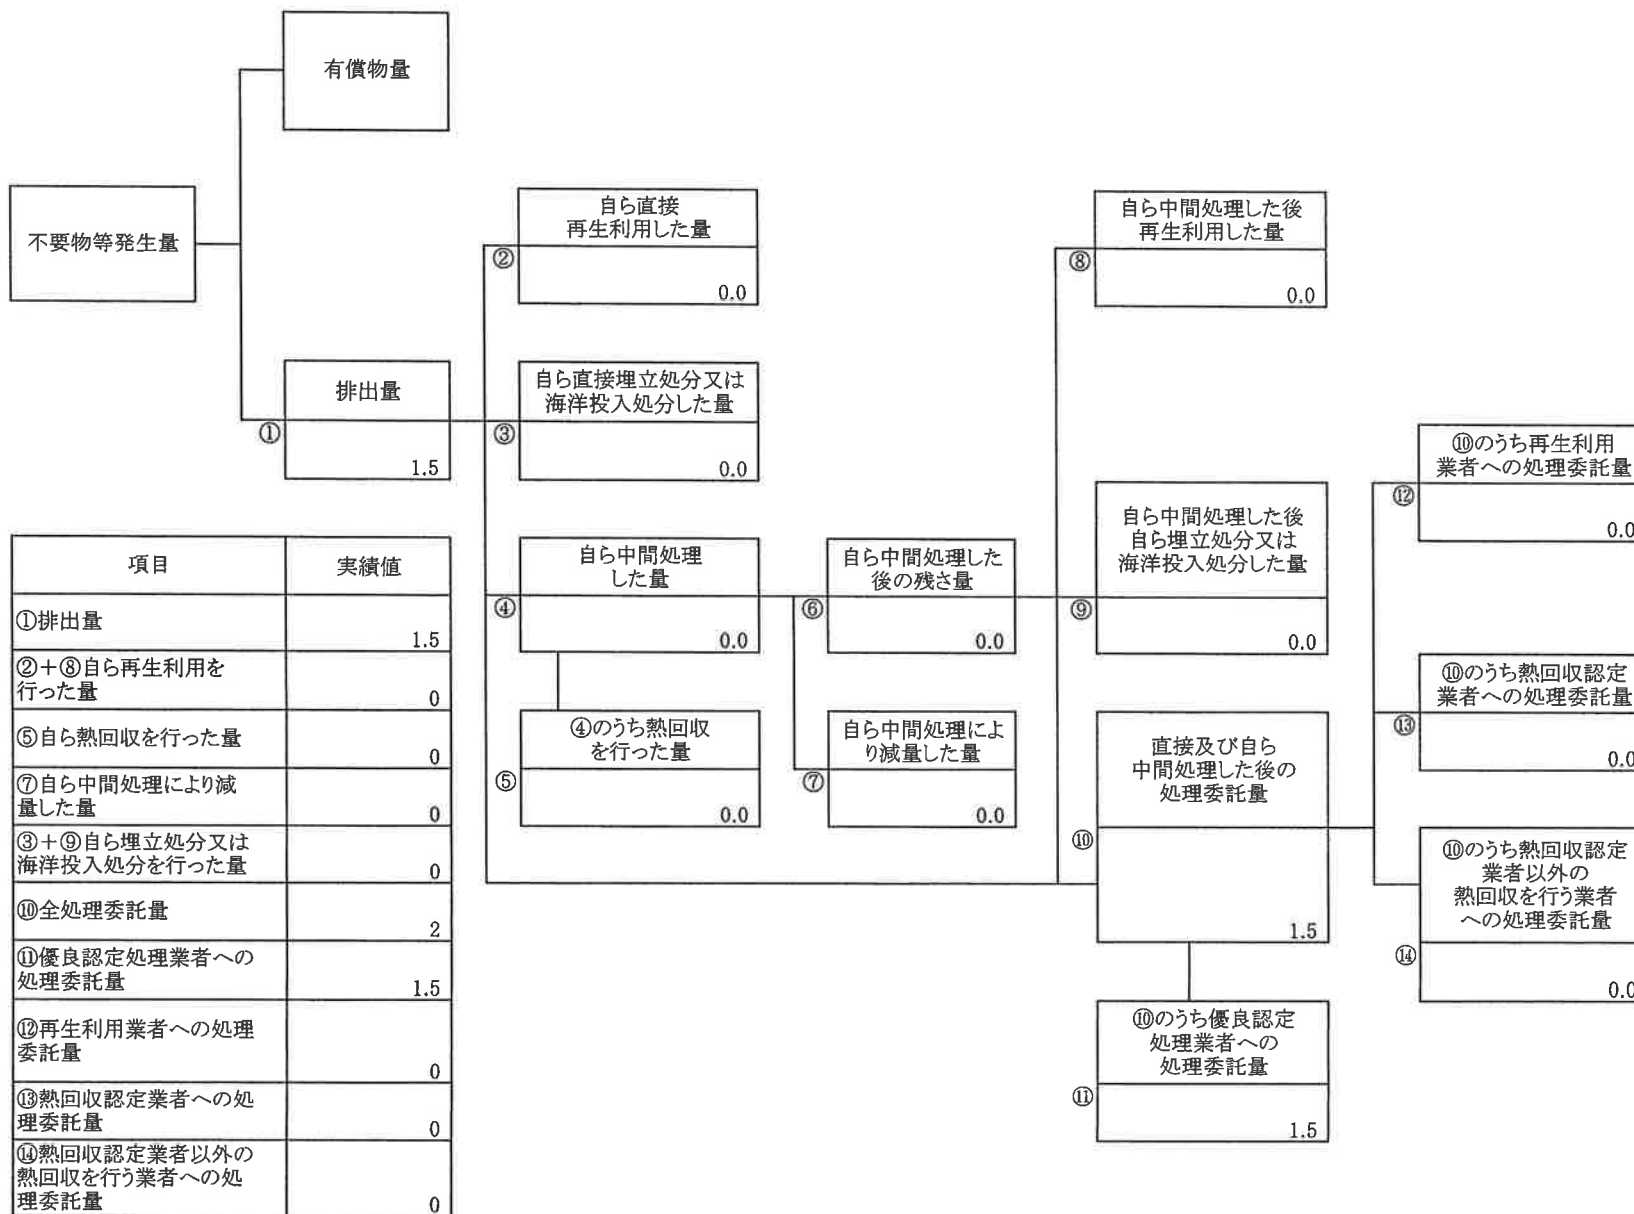 有償物量
不要物等発生量
自ら直接
再生利用した量
②
0.0
自ら中間処理した後
再生利用した量
⑧
0.0
排出量
①
1.5
自ら直接埋立処分又は
海洋投入処分した量
③
0.0
⑩のうち再生利用
業者への処理委託量
⑫
0.0
自ら中間処理
した量
④
0.0
自ら中間処理した
後の残さ量
⑥
0.0
自ら中間処理した後
自ら埋立処分又は
海洋投入処分した量
⑨
0.0
⑩のうち熱回収認定
業者への処理委託量
⑬
0.0
④のうち熱回収
を行った量
⑤
0.0
自ら中間処理によ
り減量した量
⑦
0.0
直接及び自ら
中間処理した後の
処理委託量
⑩
1.5
⑩のうち熱回収認定
業者以外の
熱回収を行う業者
への処理委託量
⑭
0.0
⑩のうち優良認定
処理業者への
処理委託量
⑪
1.5
項目 実績値
①排出量
1.5
②＋⑧自ら再生利用を
行った量
0
⑤自ら熱回収を行った量
0
⑦自ら中間処理により減
量した量
0
③＋⑨自ら埋立処分又は
海洋投入処分を行った量
0
⑩全処理委託量
2
⑪優良認定処理業者への
処理委託量
1.5
⑫再生利用業者への処理
委託量
0
⑬熱回収認定業者への処
理委託量
0
⑭熱回収認定業者以外の
熱回収を行う業者への処
理委託量
0